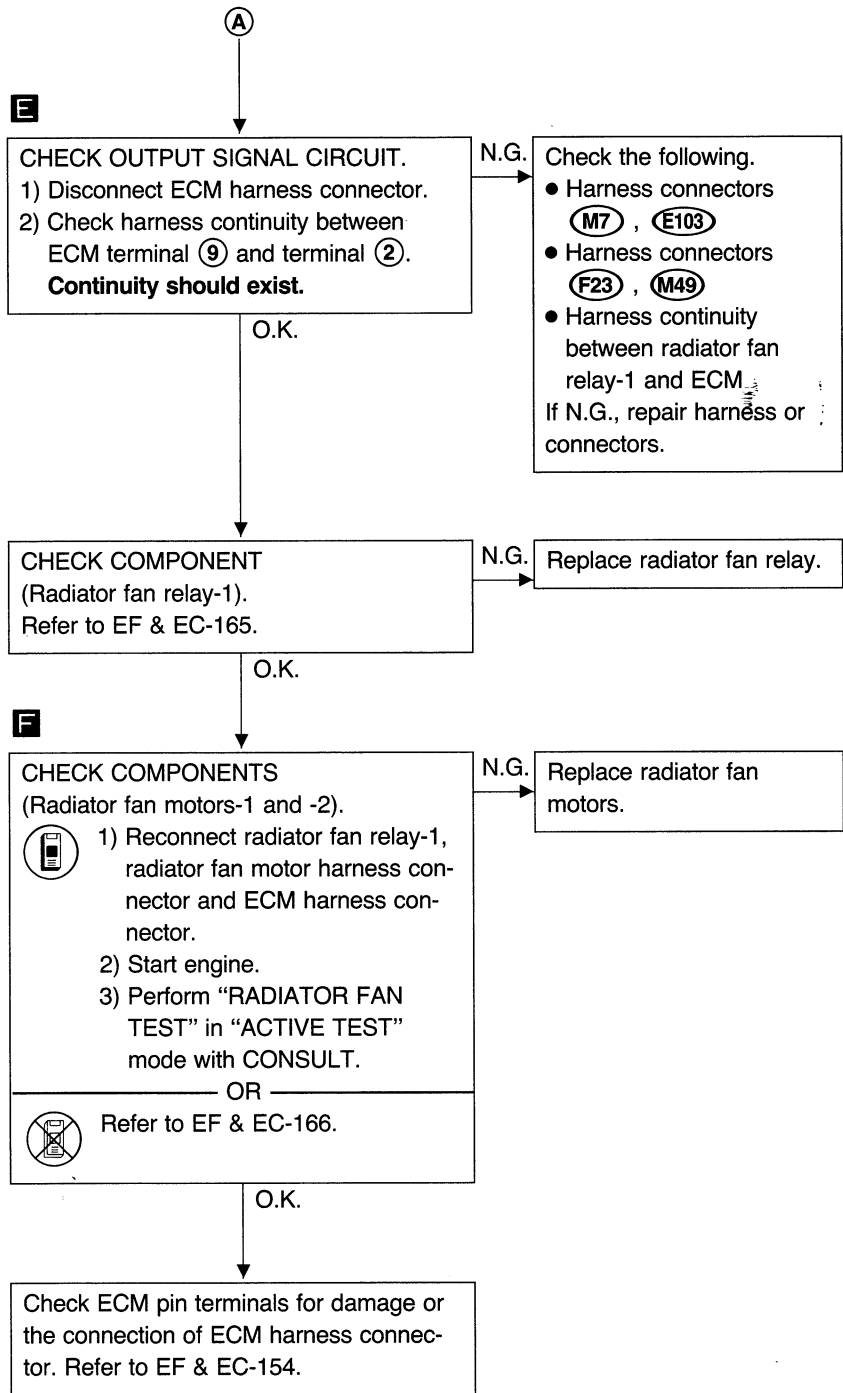 A
E
CHECK OUTPUT SIGNAL CIRCUIT.
1) Disconnect ECM harness connector.
2) Check harness continuity between
ECM terminal 9 and terminal 2.
Continuity should exist.
N.G.
Check the following.
● Harness connectors
M7 , E103
● Harness connectors
F23 , M49
● Harness continuity
between radiator fan
relay-1 and ECM
If N.G., repair harness or
connectors.
O.K.
CHECK COMPONENT
(Radiator fan relay-1).
Refer to EF & EC-165.
N.G.
Replace radiator fan relay.
O.K.
F
CHECK COMPONENTS
(Radiator fan motors-1 and -2).
1) Reconnect radiator fan relay-1,
radiator fan motor harness con-
nector and ECM harness con-
nector.
2) Start engine.
3) Perform “RADIATOR FAN
TEST” in “ACTIVE TEST”
mode with CONSULT.
OR
Refer to EF & EC-166.
N.G.
Replace radiator fan
motors.
O.K.
Check ECM pin terminals for damage or
the connection of ECM harness connec-
tor. Refer to EF & EC-154.